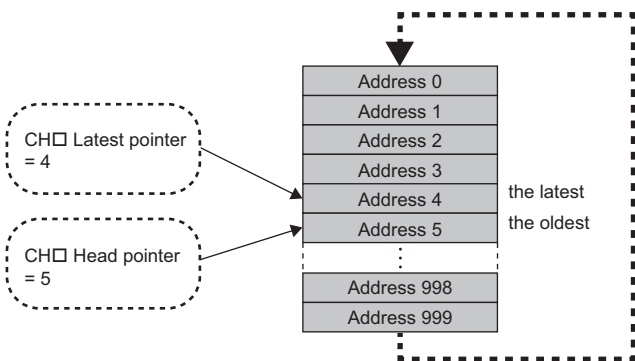 Address 0
Address 1
Address 2
Address 3
Address 4
Address 5
⋮
Address 998
Address 999
CH□ Latest pointer
= 4
CH□ Head pointer
= 5
the latest
the oldest